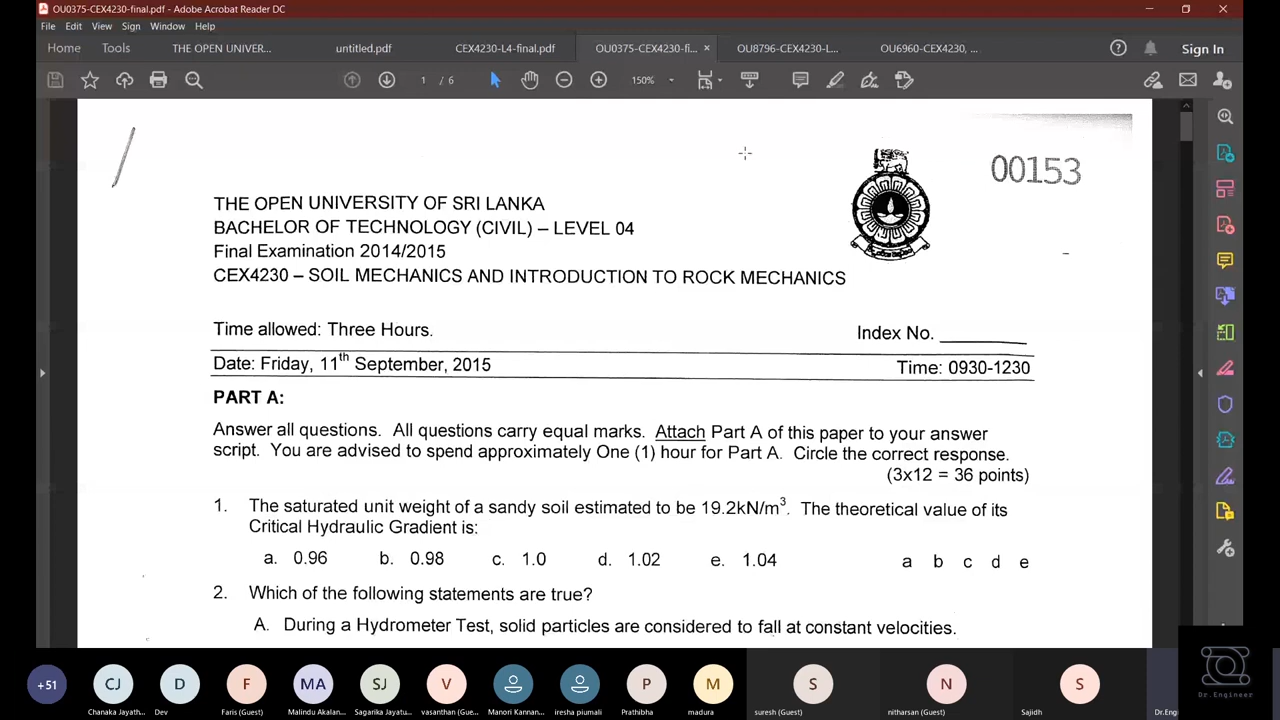 OU0375-CEX4230-final.pdf - Adobe Acrobat Reader DC
File Edit View Sign Window Help
Home Tools THE OPEN UNIVER... untitled.pdf CEX4230-L4-final.pdf OU0375-CEX4230-fi... × OU8796-CEX4230-L... OU6960-CEX4230, ... Sign In
1 / 6 150%
00153
THE OPEN UNIVERSITY OF SRI LANKA
BACHELOR OF TECHNOLOGY (CIVIL) – LEVEL 04
Final Examination 2014/2015
CEX4230 – SOIL MECHANICS AND INTRODUCTION TO ROCK MECHANICS
Time allowed: Three Hours.
Index No. ________
Date: Friday, 11th September, 2015
Time: 0930-1230
PART A:
Answer all questions. All questions carry equal marks. Attach Part A of this paper to your answer
script. You are advised to spend approximately One (1) hour for Part A. Circle the correct response.
(3x12 = 36 points)
1. The saturated unit weight of a sandy soil estimated to be 19.2kN/m3. The theoretical value of its
Critical Hydraulic Gradient is:
a. 0.96 b. 0.98 c. 1.0 d. 1.02 e. 1.04 a b c d e
2. Which of the following statements are true?
A. During a Hydrometer Test, solid particles are considered to fall at constant velocities.
+51 CJ D F MA SJ V P M S N S
Chanaka Jayath... Dev Faris (Guest) Malindu Akalan... Sagarika Jayatu... vasanthan (Gue... Manori Kannan... iresha piumali Prathibha madura suresh (Guest) nitharsan (Guest) Sajidh Dr.Eng
Dr.Engineer